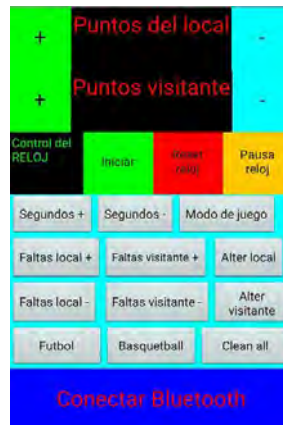 + Puntos del local -
+ Puntos visitante -
Control del
RELOJ
Iniciar
reloj
Pausa
reloj
Segundos + Segundos - Modo de juego
Faltas local + Faltas visitante + Alter local
Faltas local - Faltas visitante - Alter
visitante
Futbol Basquetball Clean all
Conectar Bluetooth